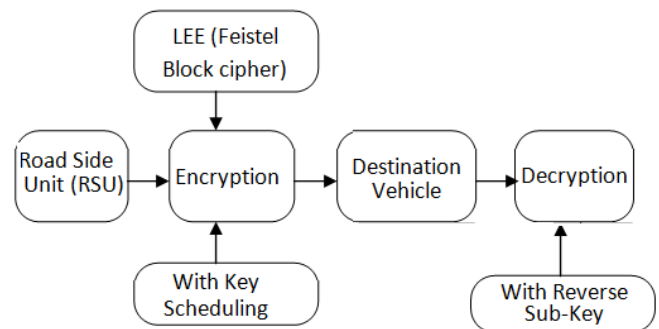 LEE (Feistel
Block cipher)
Road Side
Unit (RSU)
Encryption
Destination
Vehicle
Decryption
With Key
Scheduling
With Reverse
Sub-Key